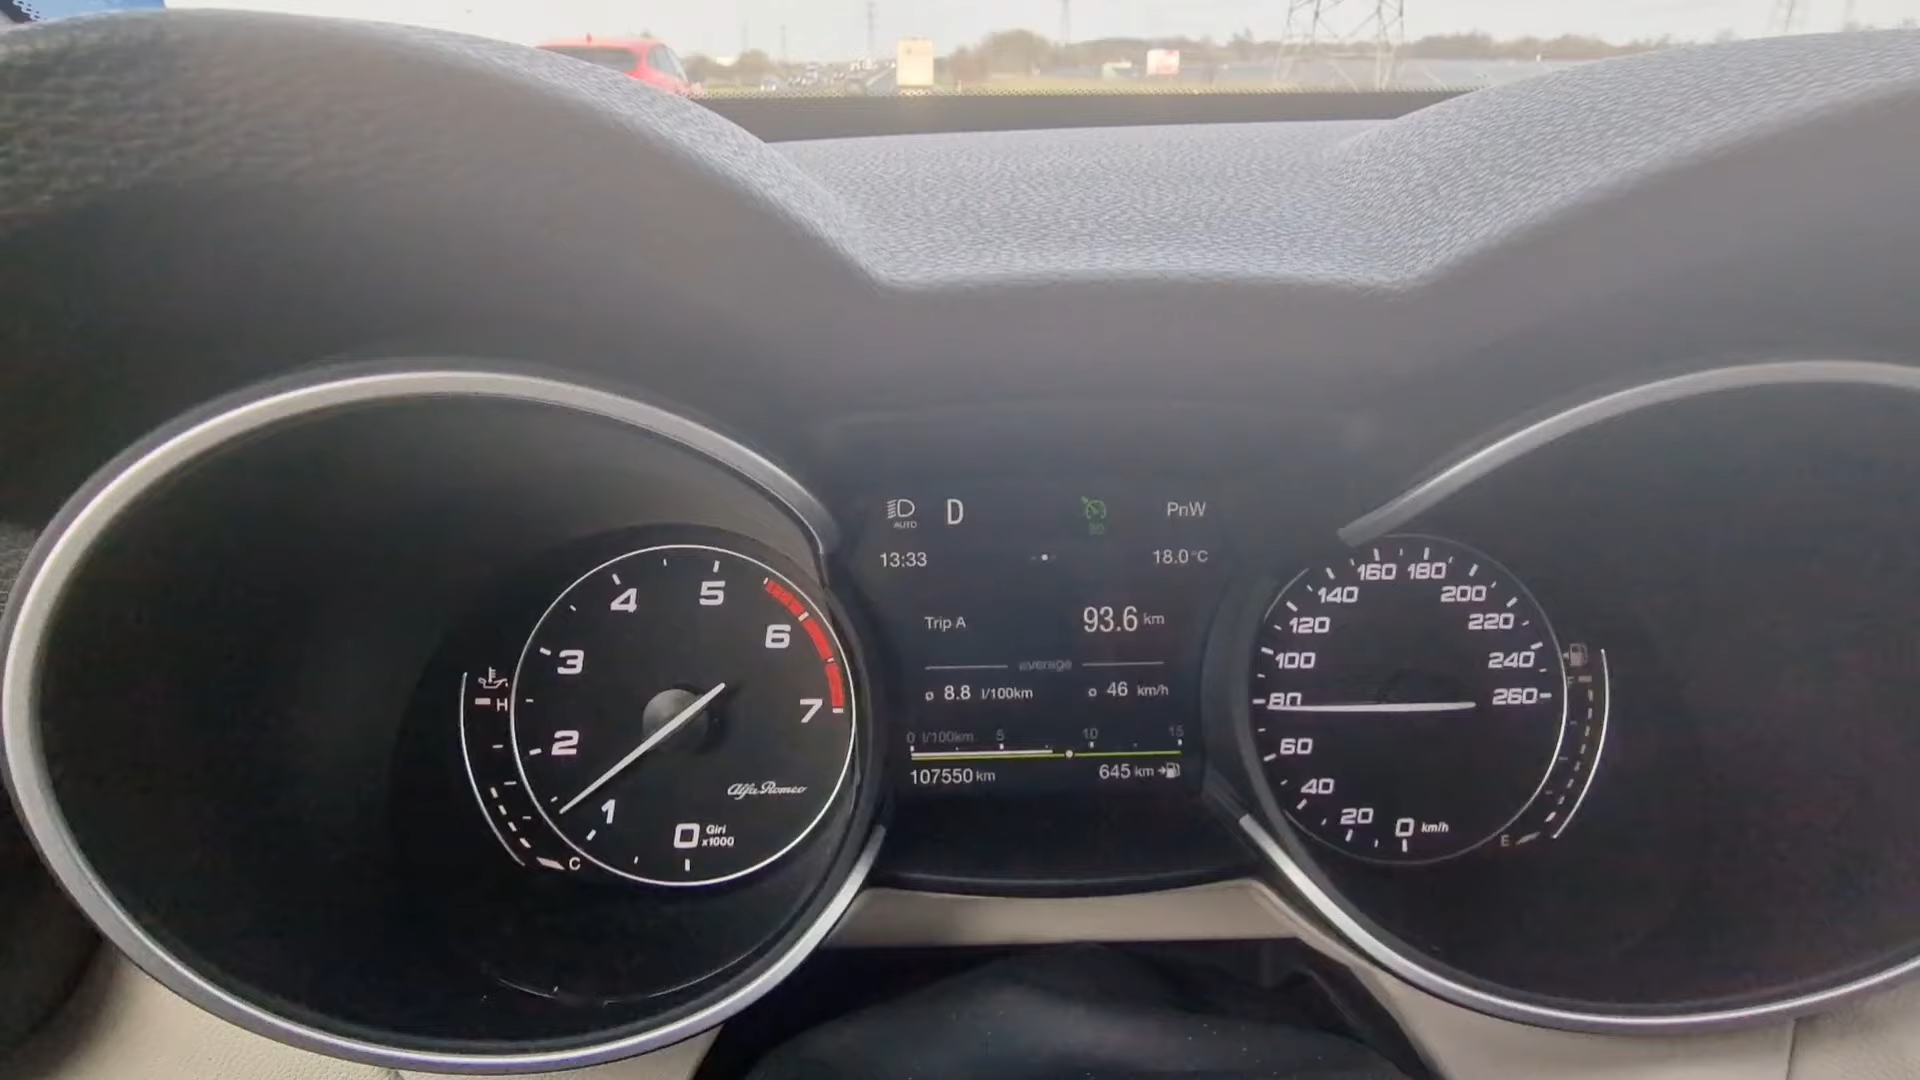 D PnW
AUTO 80
13:33 18.0°C
Trip A 93.6 km
average
ø 8.8 l/100km ø 46 km/h
0 l/100km 5 10 15
107550 km 645 km
1
2
3
4
5
6
7
0 Giri
x1000
Alfa Romeo
H
C
0 km/h
20
40
60
80
100
120
140
160
180
200
220
240
260
F
E